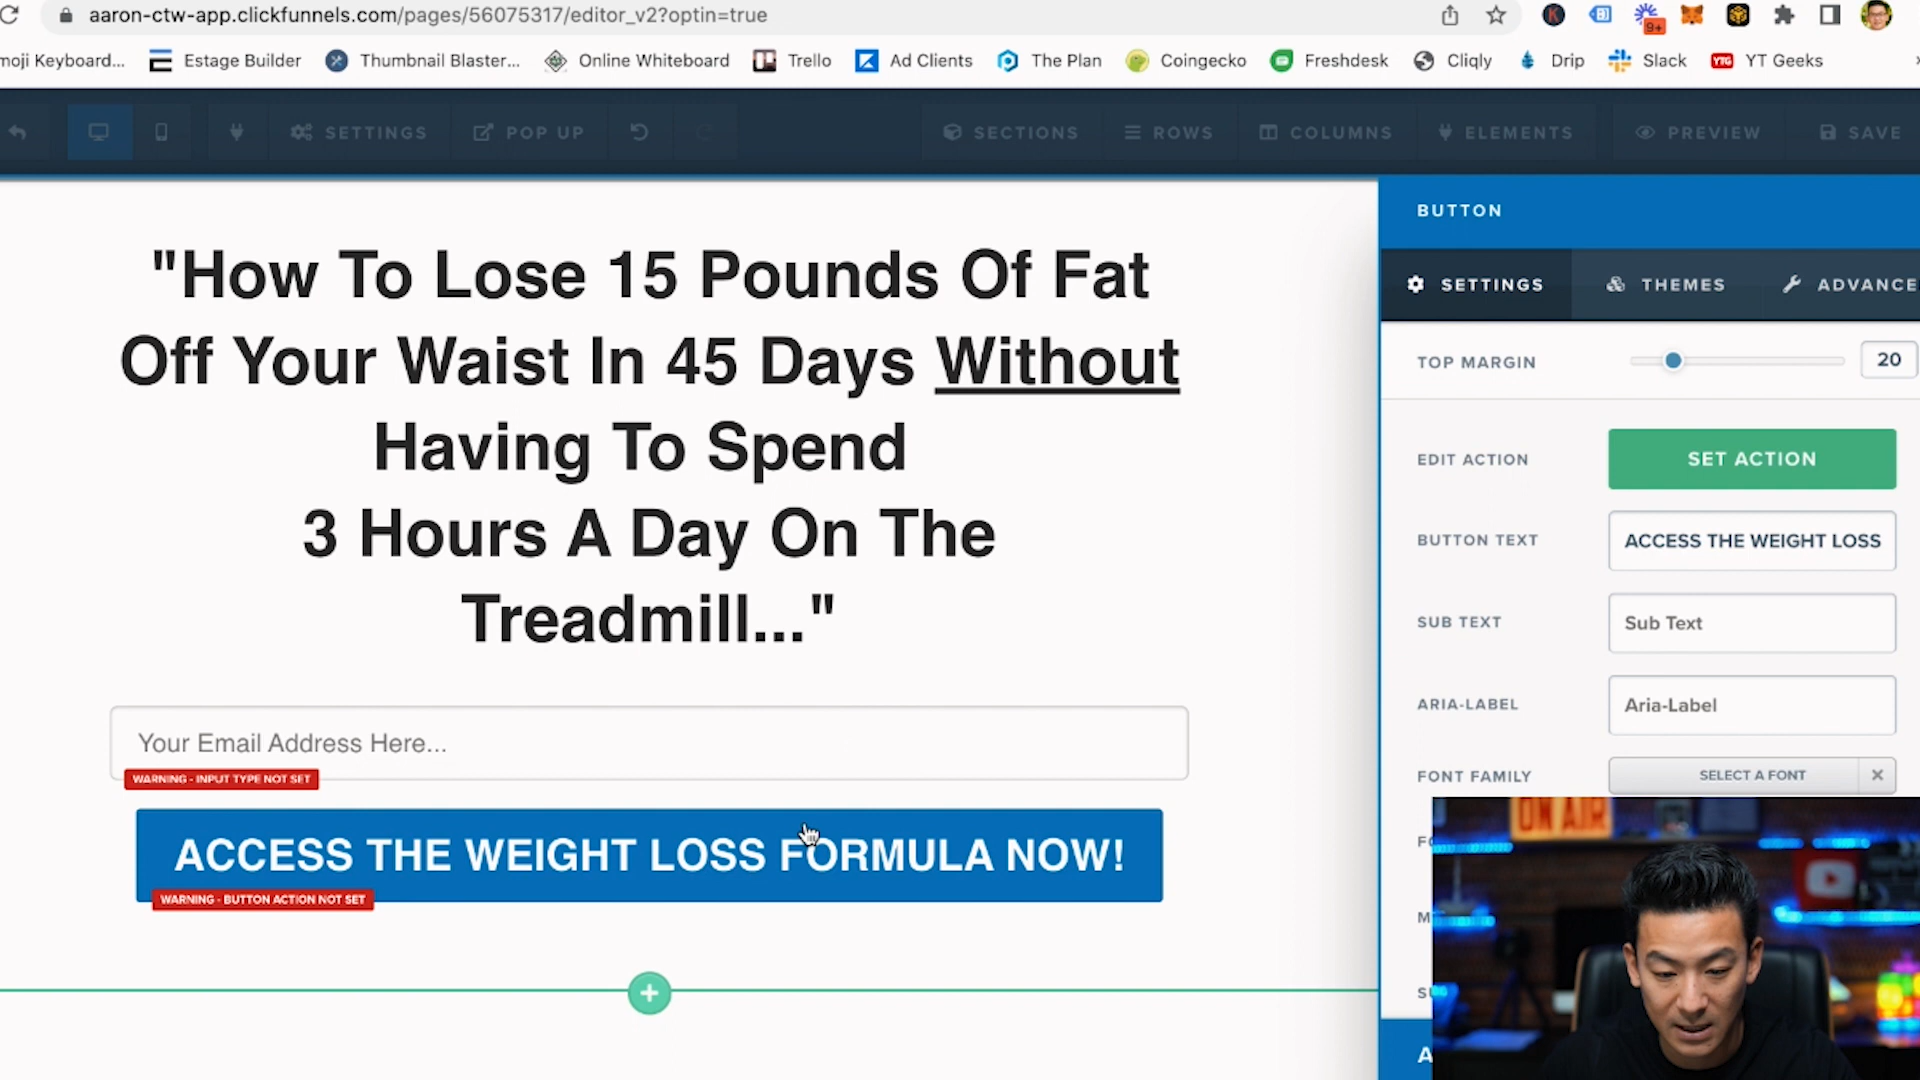 aaron-ctw-app.clickfunnels.com/pages/56075317/editor_v2?optin=true
9+
moji Keyboard... Estage Builder Thumbnail Blaster... Online Whiteboard Trello Ad Clients The Plan Coingecko Freshdesk Cliqly Drip Slack YTG YT Geeks
SETTINGS POP UP SECTIONS ROWS COLUMNS ELEMENTS PREVIEW SAVE
"How To Lose 15 Pounds Of Fat
Off Your Waist In 45 Days Without
Having To Spend
3 Hours A Day On The
Treadmill..."
Your Email Address Here...
WARNING - INPUT TYPE NOT SET
ACCESS THE WEIGHT LOSS FORMULA NOW!
WARNING - BUTTON ACTION NOT SET
BUTTON
SETTINGS THEMES ADVANCE
TOP MARGIN 20
EDIT ACTION SET ACTION
BUTTON TEXT ACCESS THE WEIGHT LOSS
SUB TEXT Sub Text
ARIA-LABEL Aria-Label
FONT FAMILY SELECT A FONT
ON AIR